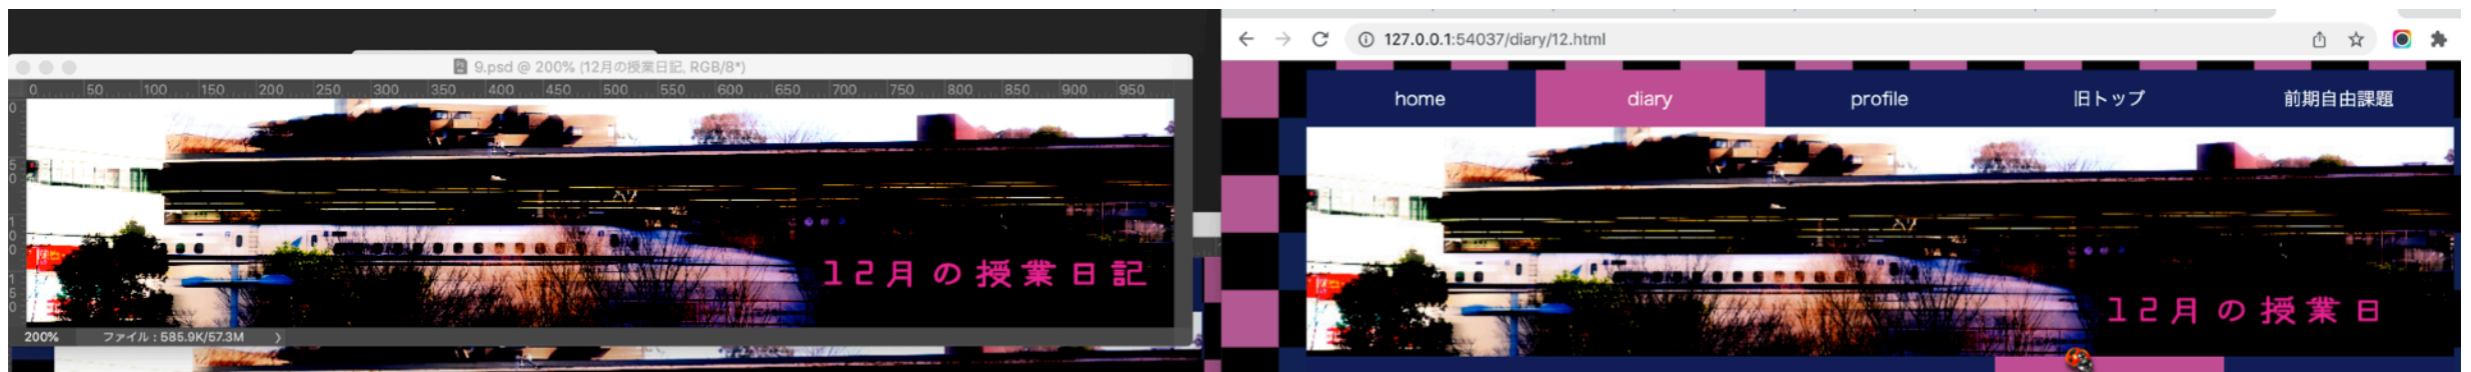 9.psd @ 200% (12月の授業日記, RGB/8*)
0 50 100 150 200 250 300 350 400 450 500 550 600 650 700 750 800 850 900 950
0
50
100
150
12月の授業日記
200% ファイル : 585.9K/57.3M
127.0.0.1:54037/diary/12.html
home diary profile 旧トップ 前期自由課題
12月の授業日